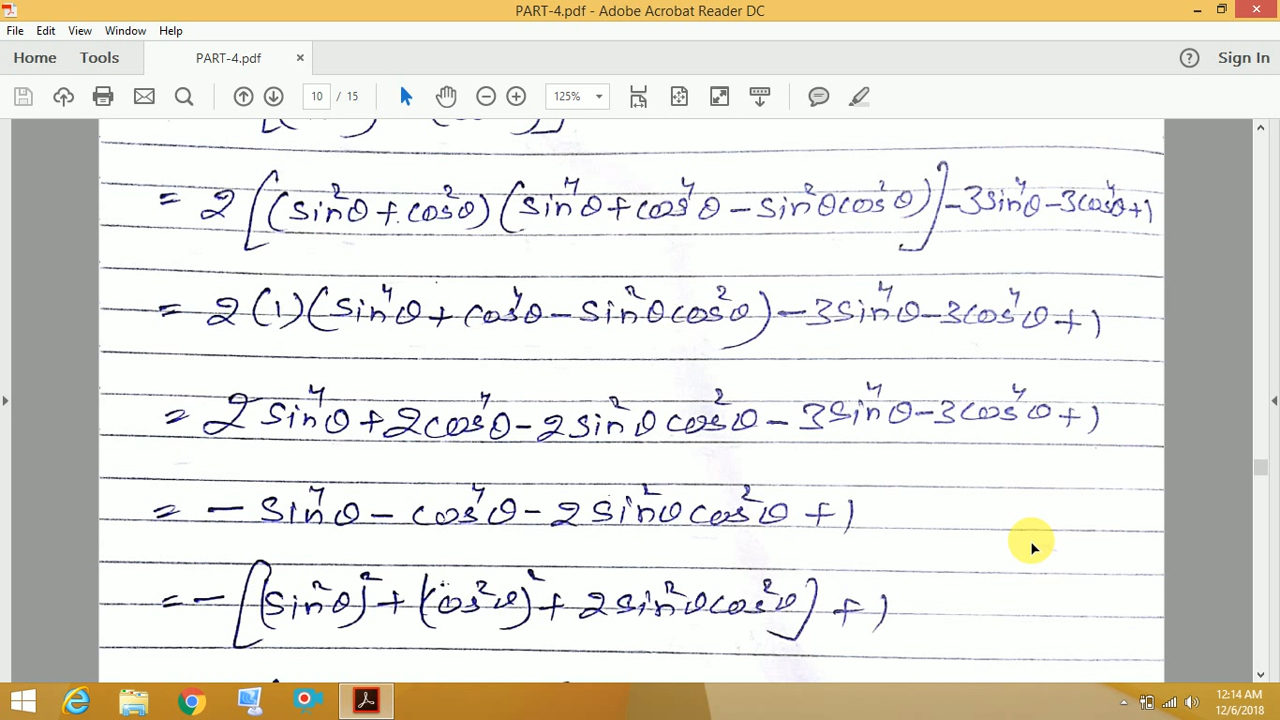 PART-4.pdf - Adobe Acrobat Reader DC
File Edit View Window Help
Home Tools PART-4.pdf × Sign In
10 / 15 125%
= 2[(sin²θ + cos²θ)(sin⁴θ + cos⁴θ - sin²θcos²θ)] - 3sin⁴θ - 3cos⁴θ + 1
= 2(1)(sin⁴θ + cos⁴θ - sin²θcos²θ) - 3sin⁴θ - 3cos⁴θ + 1
= 2sin⁴θ + 2cos⁴θ - 2sin²θcos²θ - 3sin⁴θ - 3cos⁴θ + 1
= - sin⁴θ - cos⁴θ - 2sin²θcos²θ + 1
= - [(sin²θ)² + (cos²θ)² + 2sin²θcos²θ] + 1
12:14 AM
12/6/2018